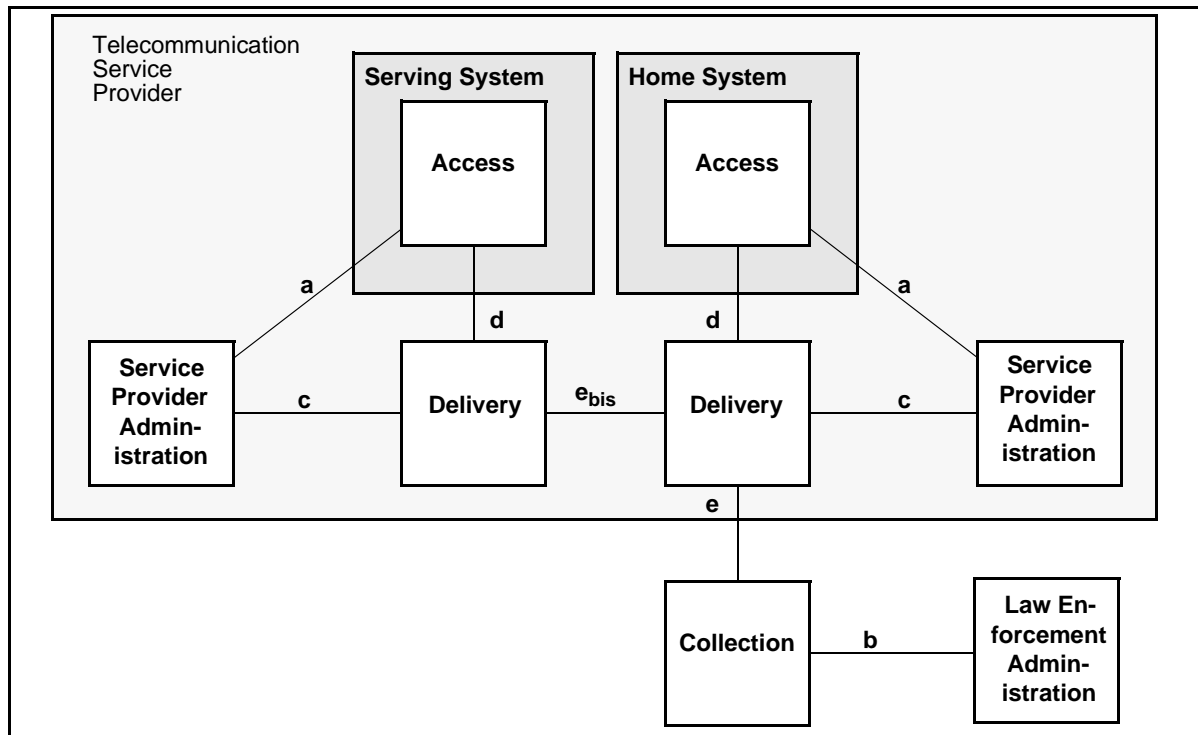 Telecommunication
Service
Provider
Serving System
Home System
Access
Access
a
a
d
d
Service
Provider
Admin-
istration
c
Delivery
ebis
Delivery
c
Service
Provider
Admin-
istration
e
Collection
b
Law En-
forcement
Admin-
istration